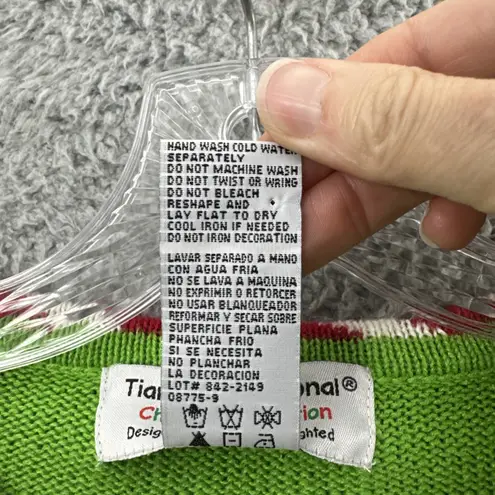 HAND WASH COLD WATER
SEPARATELY
DO NOT MACHINE WASH
DO NOT TWIST OR WRING
DO NOT BLEACH
RESHAPE AND
LAY FLAT TO DRY
COOL IRON IF NEEDED
DO NOT IRON DECORATION
LAVAR SEPARADO A MANO
CON AGUA FRIA
NO SE LAVA A MAQUINA
NO EXPRIMIR O RETORCER
NO USAR BLANQUEADOR
REFORMAR Y SECAR SOBRE
SUPERFICIE PLANA
PHANCHA FRIO
SI SE NECESITA
NO PLANCHAR
LA DECORACION
LOT# 842-2149
08775-9